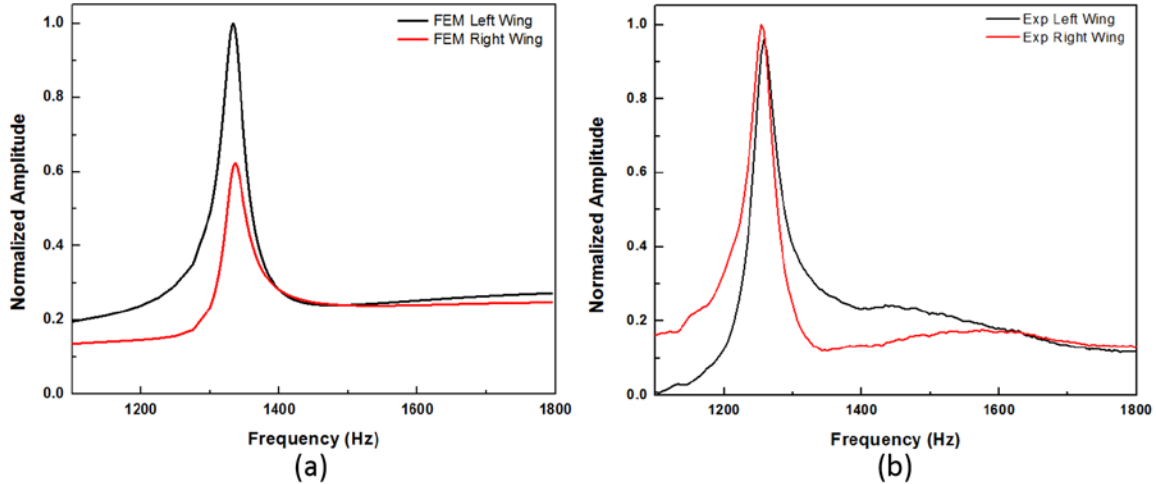 FEM Left Wing
FEM Right Wing
Normalized Amplitude
1.0
0.8
0.6
0.4
0.2
0.0
1200
1400
1600
1800
Frequency (Hz)
(a)
Exp Left Wing
Exp Right Wing
Normalized Amplitude
1.0
0.8
0.6
0.4
0.2
0.0
1200
1400
1600
1800
Frequency (Hz)
(b)